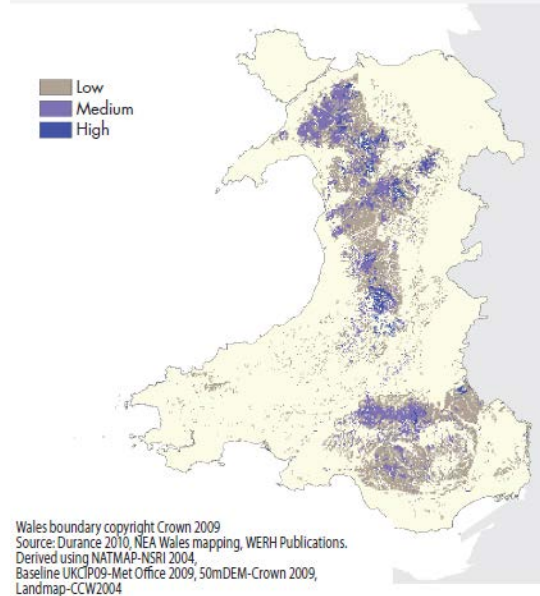 Low
Medium
High
Wales boundary copyright Crown 2009
Source: Durance 2010, NEA Wales mapping, WERH Publications.
Derived using NATMAP-NSRI 2004,
Baseline UKCIP09-Met Office 2009, 50mDEM-Crown 2009,
Landmap-CCW2004